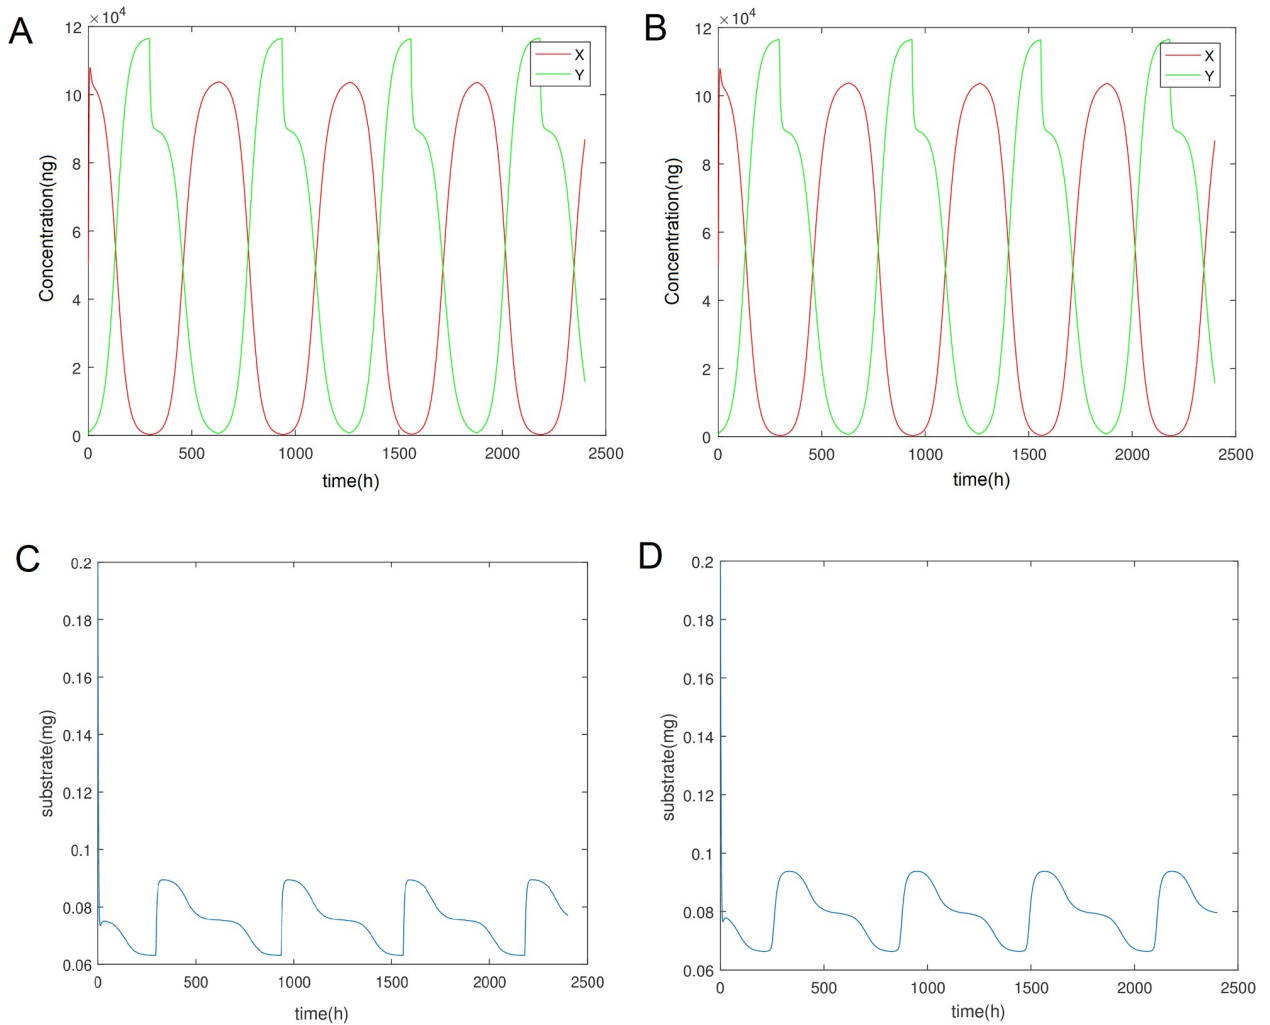 A
×10⁴
12
10
8
6
4
2
0
Concentration(ng)
X
Y
0 500 1000 1500 2000 2500
time(h)
B
×10⁴
12
10
8
6
4
2
0
Concentration(ng)
X
Y
0 500 1000 1500 2000 2500
time(h)
C
0.2
0.18
0.16
0.14
0.12
0.1
0.08
0.06
substrate(mg)
0 500 1000 1500 2000 2500
time(h)
D
0.2
0.18
0.16
0.14
0.12
0.1
0.08
0.06
substrate(mg)
0 500 1000 1500 2000 2500
time(h)